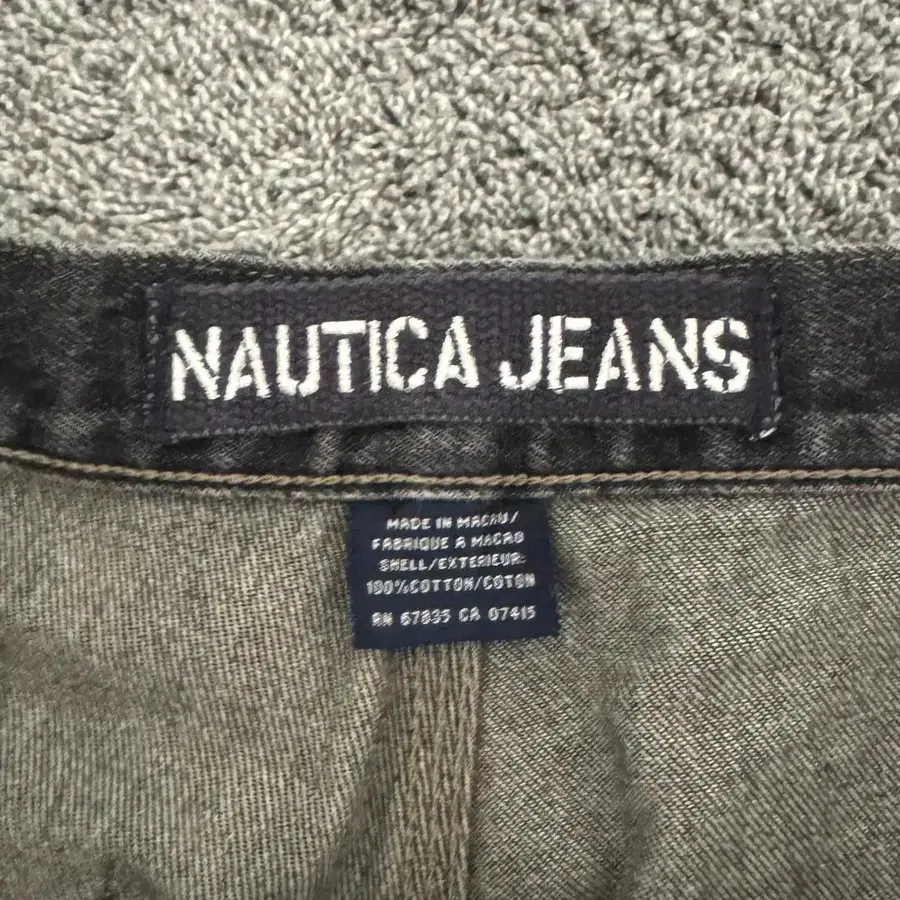 NAUTICA JEANS
MADE IN MACAU/
FABRIQUE A MACAO
SHELL/EXTERIEUR:
100%COTTON/COTON
RN 67835 CA 07415